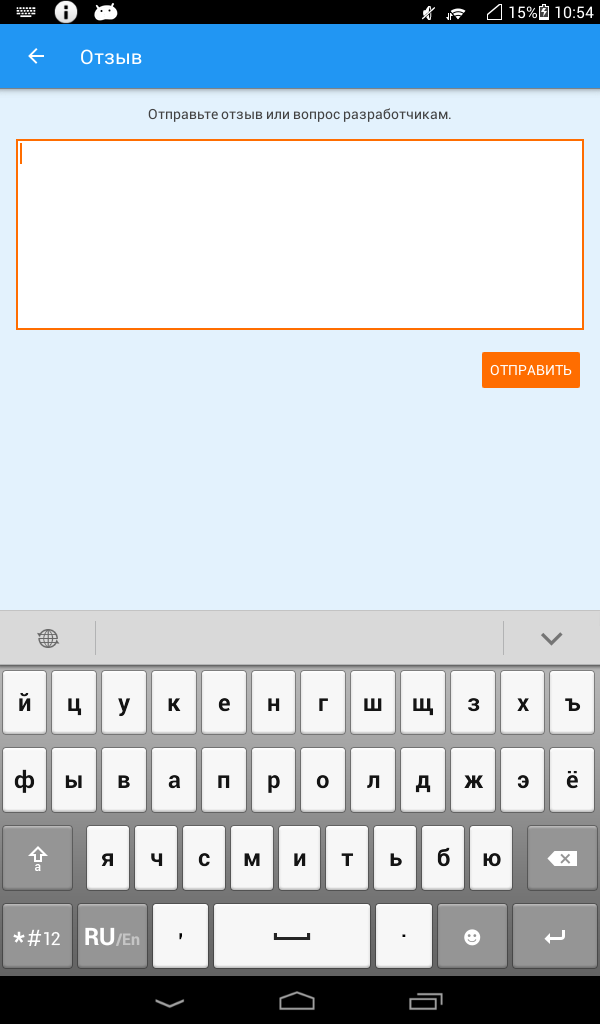 15% 10:54
Отзыв
Отправьте отзыв или вопрос разработчикам.
ОТПРАВИТЬ
й ц у к е н г ш щ з х ъ
ф ы в а п р о л д ж э ё
а я ч с м и т ь б ю
*#12 RU/En , .